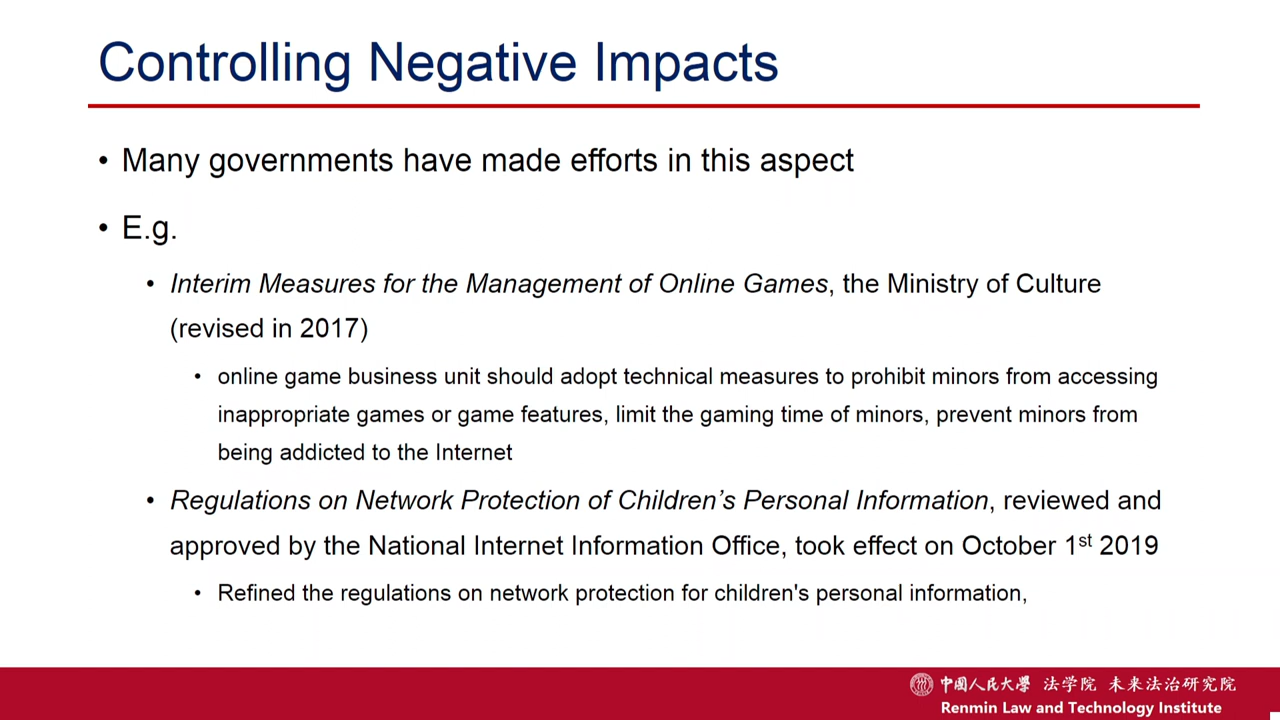 Controlling Negative Impacts
• Many governments have made efforts in this aspect
• E.g.
• Interim Measures for the Management of Online Games, the Ministry of Culture
(revised in 2017)
• online game business unit should adopt technical measures to prohibit minors from accessing
inappropriate games or game features, limit the gaming time of minors, prevent minors from
being addicted to the Internet
• Regulations on Network Protection of Children’s Personal Information, reviewed and
approved by the National Internet Information Office, took effect on October 1st 2019
• Refined the regulations on network protection for children's personal information,
中國人民大學 法学院 未来法治研究院
Renmin Law and Technology Institute